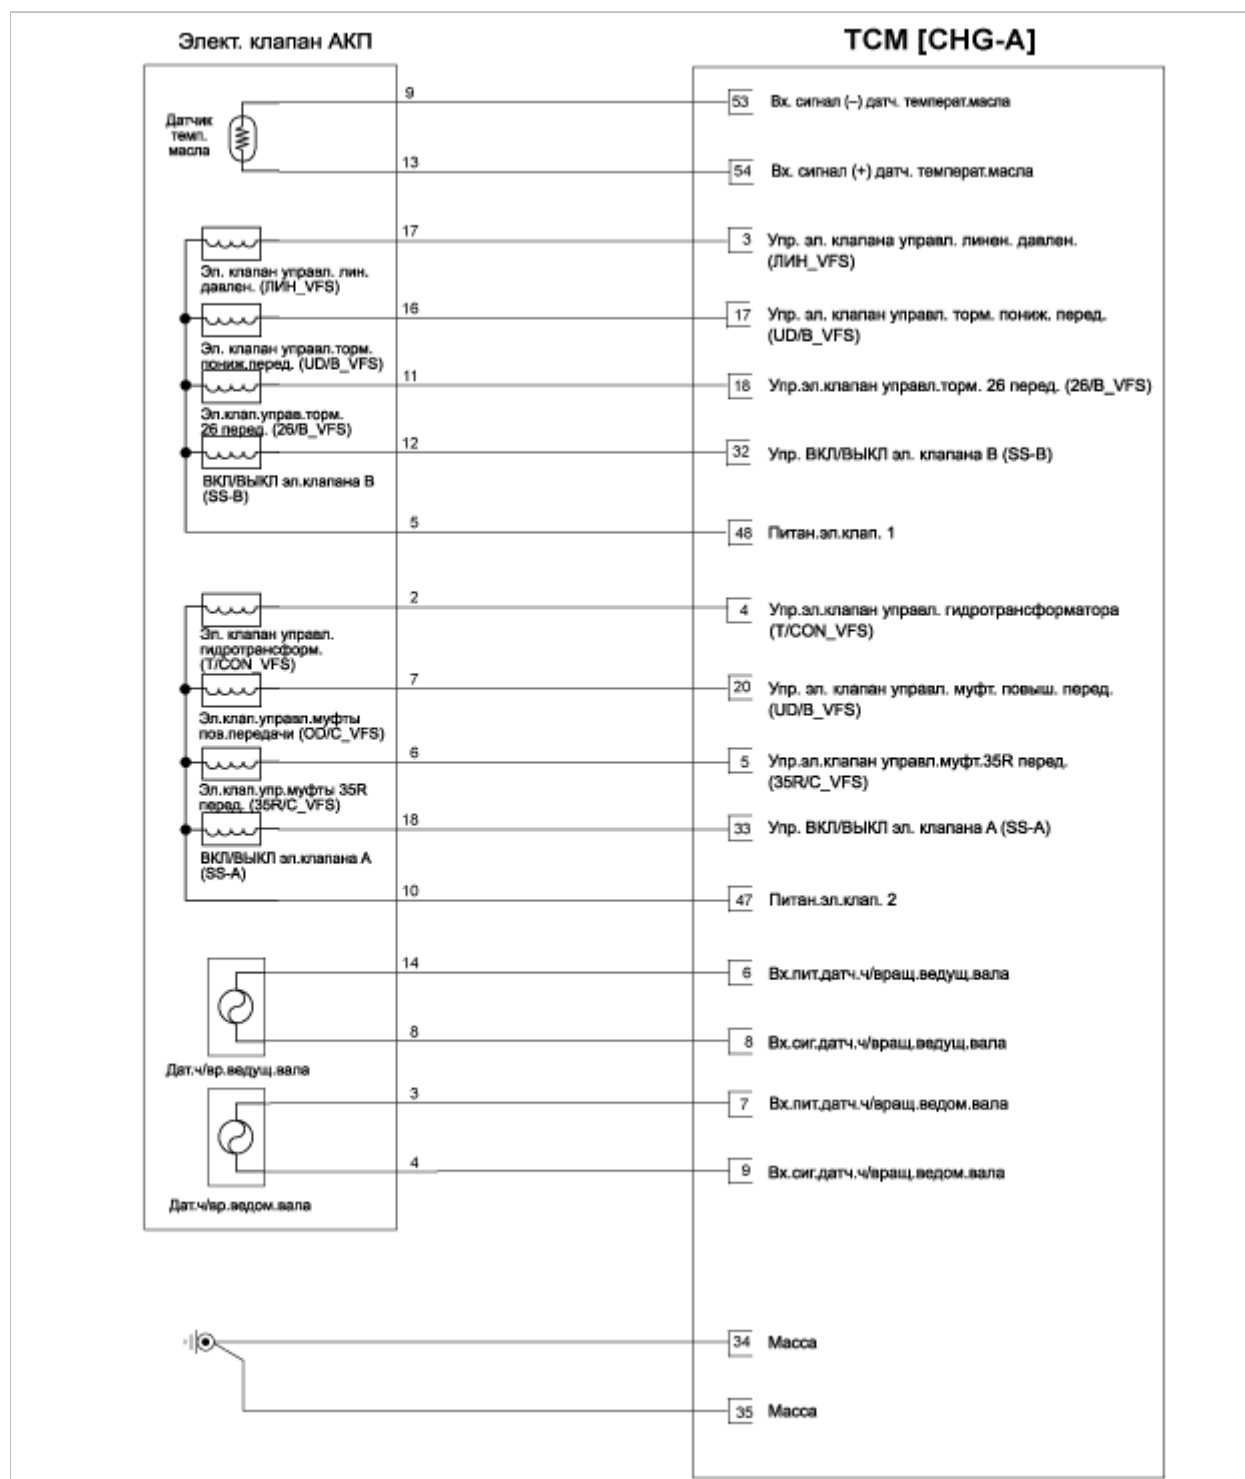 Элект. клапан АКП
TCM [CHG-A]
Датчик
темп.
масла
9
53
Вх. сигнал (–) датч. температ.масла
13
54
Вх. сигнал (+) датч. температ.масла
17
3
Упр. эл. клапана управл. линен. давлен.
(ЛИН_VFS)
Эл. клапан управл. лин.
давлен. (ЛИН_VFS)
16
17
Упр. эл. клапан управл. торм. пониж. перед.
(UD/B_VFS)
Эл. клапан управл.торм.
пониж.перед. (UD/B_VFS)
11
18
Упр.эл.клапан управл.торм. 26 перед. (26/B_VFS)
Эл.клап.управ.торм.
26 перед. (26/B_VFS)
12
32
Упр. ВКЛ/ВЫКЛ эл. клапана В (SS-B)
ВКЛ/ВЫКЛ эл.клапана В
(SS-B)
5
48
Питан.эл.клап. 1
2
4
Упр.эл.клапан управл. гидротрансформатора
(T/CON_VFS)
Эл. клапан управл.
гидротрансформ.
(T/CON_VFS)
7
20
Упр. эл. клапан управл. муфт. повыш. перед.
(UD/B_VFS)
Эл.клап.управл.муфты
пов.передачи (OD/C_VFS)
6
5
Упр.эл.клапан управл.муфт.35R перед.
(35R/C_VFS)
Эл.клап.упр.муфты 35R
перед. (35R/C_VFS)
18
33
Упр. ВКЛ/ВЫКЛ эл. клапана А (SS-A)
ВКЛ/ВЫКЛ эл.клапана А
(SS-A)
10
47
Питан.эл.клап. 2
14
6
Вх.пит.датч.ч/вращ.ведущ.вала
8
8
Вх.сиг.датч.ч/вращ.ведущ.вала
Дат.ч/вр.ведущ.вала
3
7
Вх.пит.датч.ч/вращ.ведом.вала
4
9
Вх.сиг.датч.ч/вращ.ведом.вала
Дат.ч/вр.ведом.вала
34
Масса
35
Масса